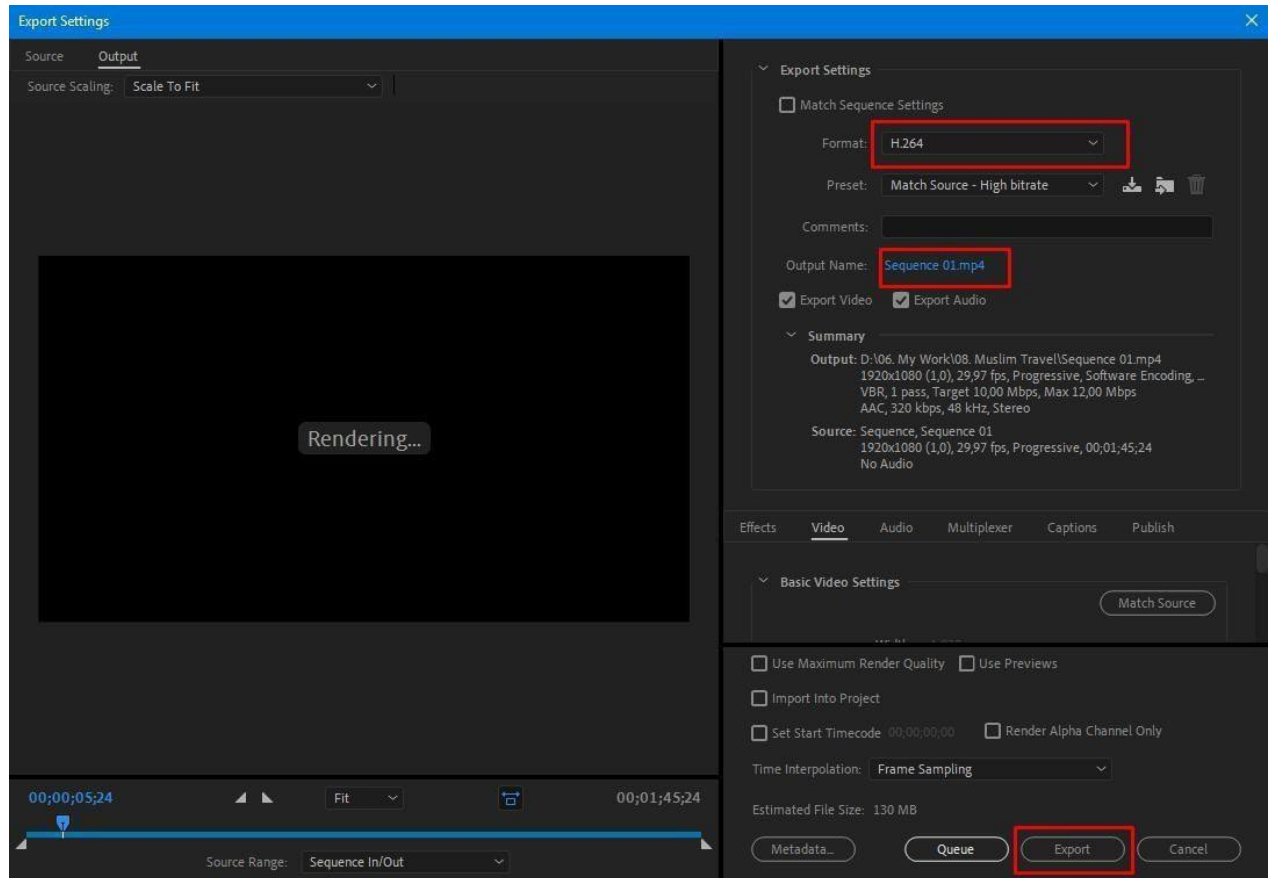 Export Settings
Source Output
Source Scaling: Scale To Fit
Rendering...
00;00;05;24 Fit 00;01;45;24
Source Range: Sequence In/Out
Export Settings
Match Sequence Settings
Format: H.264
Preset: Match Source - High bitrate
Comments:
Output Name: Sequence 01.mp4
Export Video Export Audio
Summary
Output: D:\06. My Work\08. Muslim Travel\Sequence 01.mp4
1920x1080 (1,0), 29,97 fps, Progressive, Software Encoding, ...
VBR, 1 pass, Target 10,00 Mbps, Max 12,00 Mbps
AAC, 320 kbps, 48 kHz, Stereo
Source: Sequence, Sequence 01
1920x1080 (1,0), 29,97 fps, Progressive, 00;01;45;24
No Audio
Effects Video Audio Multiplexer Captions Publish
Basic Video Settings
Match Source
Use Maximum Render Quality Use Previews
Import Into Project
Set Start Timecode 00;00;00;00 Render Alpha Channel Only
Time Interpolation: Frame Sampling
Estimated File Size: 130 MB
Metadata... Queue Export Cancel